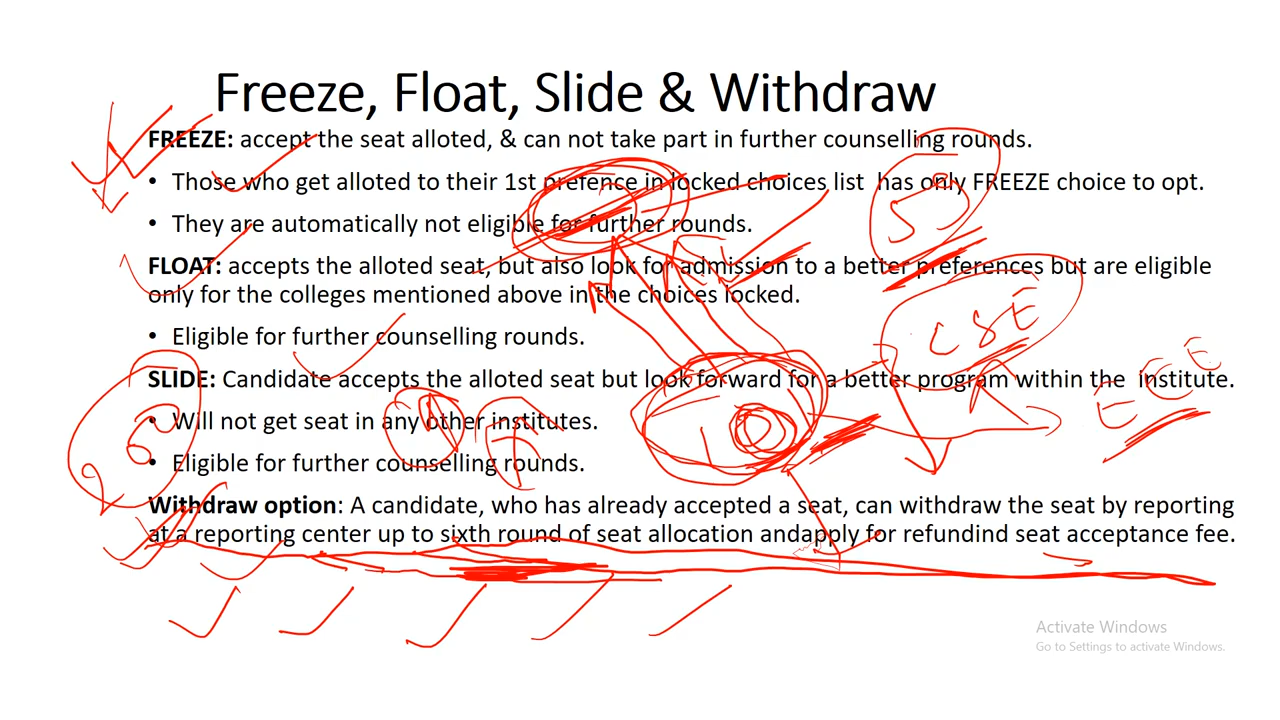 Freeze, Float, Slide & Withdraw
FREEZE: accept the seat alloted, & can not take part in further counselling rounds.
• Those who get alloted to their 1st prefence in locked choices list has only FREEZE choice to opt.
• They are automatically not eligible for further rounds.
50
FLOAT: accepts the alloted seat, but also look for admission to a better preferences but are eligible
only for the colleges mentioned above in the choices locked.
CSE
• Eligible for further counselling rounds.
SLIDE: Candidate accepts the alloted seat but look forward for a better program within the institute.
ECE
• Will not get seat in any other institutes.
200
10
• Eligible for further counselling rounds.
Withdraw option: A candidate, who has already accepted a seat, can withdraw the seat by reporting
at a reporting center up to sixth round of seat allocation andapply for refundind seat acceptance fee.
Activate Windows
Go to Settings to activate Windows.